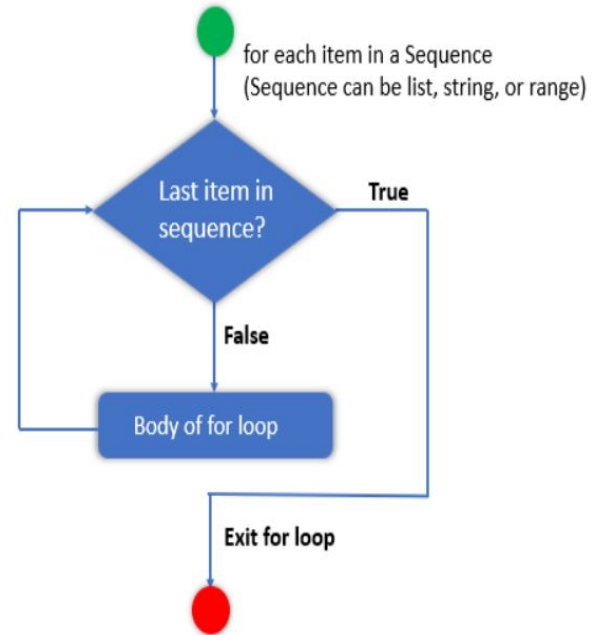 for each item in a Sequence
(Sequence can be list, string, or range)
Last item in
sequence?
True
False
Body of for loop
Exit for loop